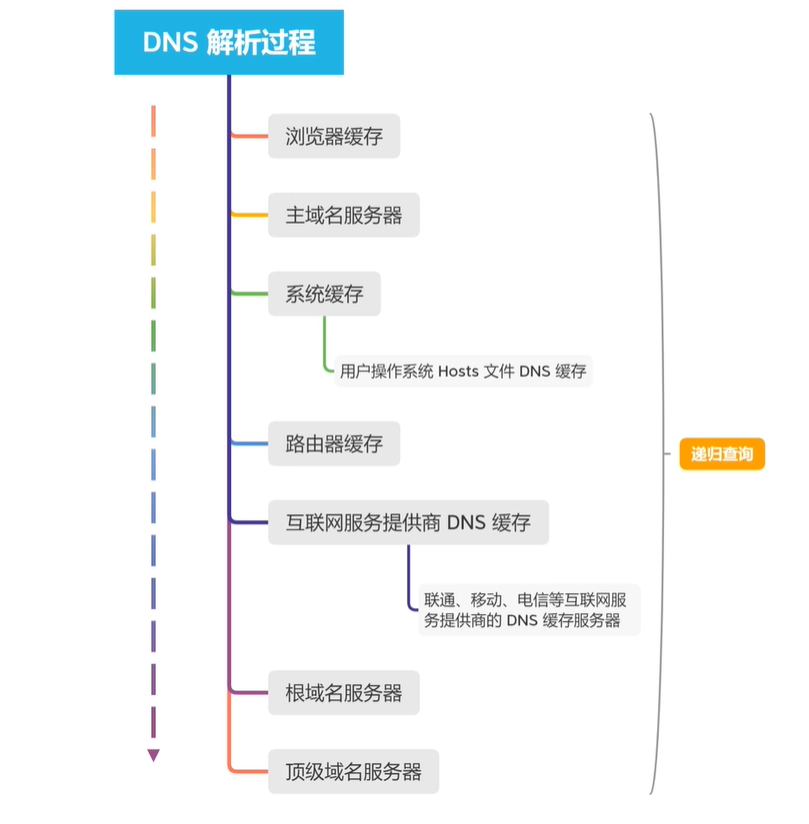 DNS 解析过程
浏览器缓存
主域名服务器
系统缓存
用户操作系统 Hosts 文件 DNS 缓存
路由器缓存
递归查询
互联网服务提供商 DNS 缓存
联通、移动、电信等互联网服
务提供商的 DNS 缓存服务器
根域名服务器
顶级域名服务器